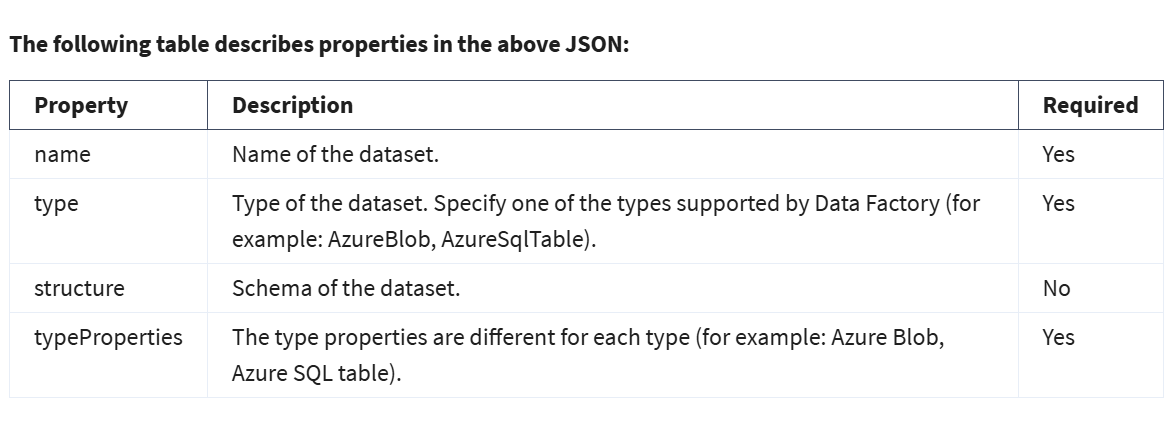 The following table describes properties in the above JSON:
Property Description Required
name Name of the dataset. Yes
type Type of the dataset. Specify one of the types supported by Data Factory (for Yes
example: AzureBlob, AzureSqlTable).
structure Schema of the dataset. No
typeProperties The type properties are different for each type (for example: Azure Blob, Yes
Azure SQL table).